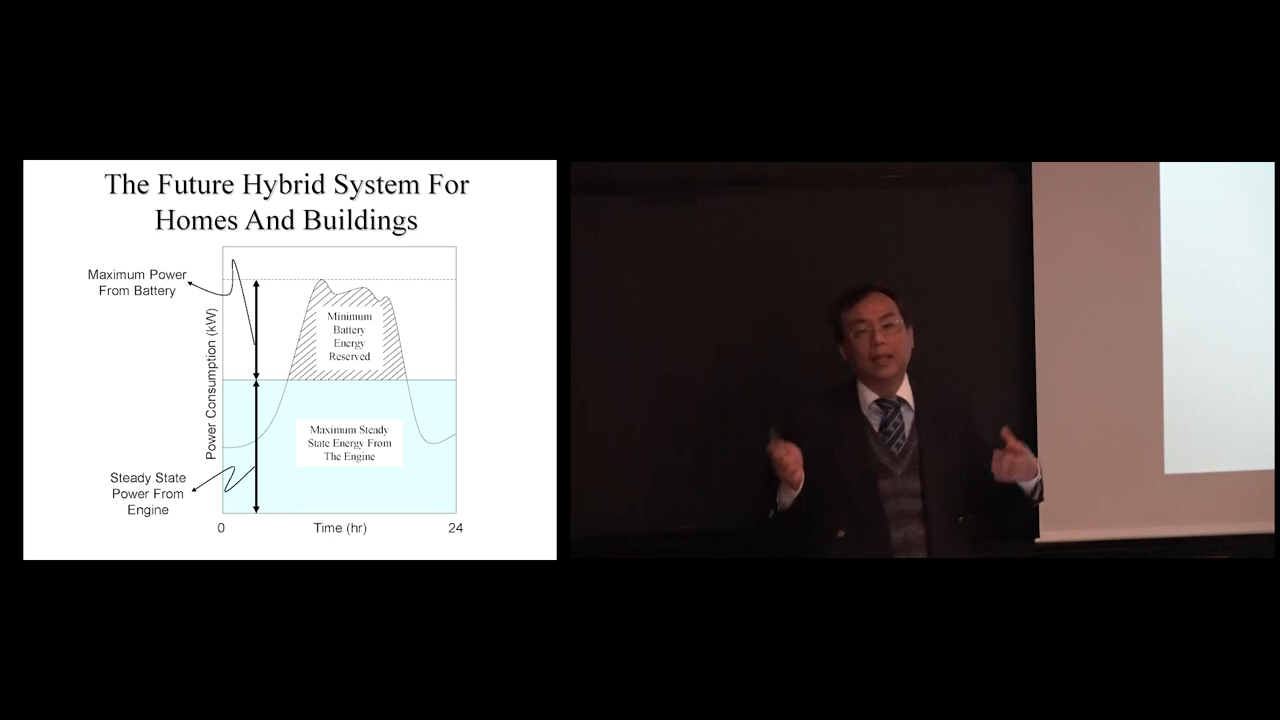 The Future Hybrid System For
Homes And Buildings
Maximum Power
From Battery
Power Consumption (kW)
Minimum
Battery
Energy
Reserved
Maximum Steady
State Energy From
The Engine
Steady State
Power From
Engine
0
Time (hr)
24